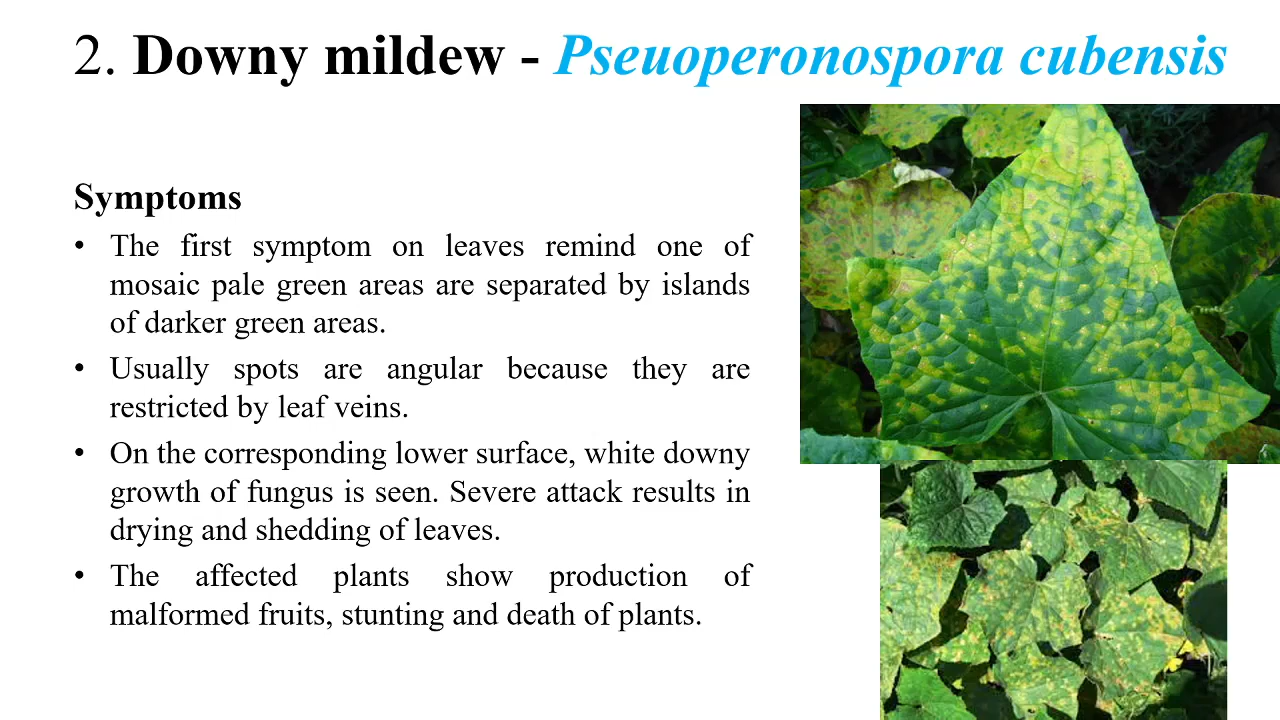 2. Downy mildew - Pseuoperonospora cubensis
Symptoms
• The first symptom on leaves remind one of
mosaic pale green areas are separated by islands
of darker green areas.
• Usually spots are angular because they are
restricted by leaf veins.
• On the corresponding lower surface, white downy
growth of fungus is seen. Severe attack results in
drying and shedding of leaves.
• The affected plants show production of
malformed fruits, stunting and death of plants.